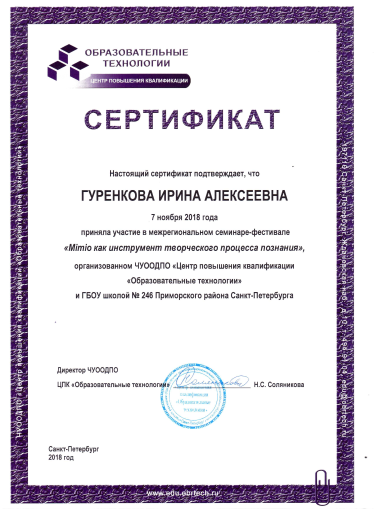 ОБРАЗОВАТЕЛЬНЫЕ
ТЕХНОЛОГИИ
ЦЕНТР ПОВЫШЕНИЯ КВАЛИФИКАЦИИ
СЕРТИФИКАТ
Настоящий сертификат подтверждает, что
ГУРЕНКОВА ИРИНА АЛЕКСЕЕВНА
7 ноября 2018 года
приняла участие в межрегиональном семинаре-фестивале
«Mimio как инструмент творческого процесса познания»,
организованном ЧУООДПО «Центр повышения квалификации
«Образовательные технологии»
и ГБОУ школой № 246 Приморского района Санкт-Петербурга
Директор ЧУООДПО
ЦПК «Образовательные технологии»
Н.С. Соляникова
Санкт-Петербург
2018 год
www.edu.obrtech.ru